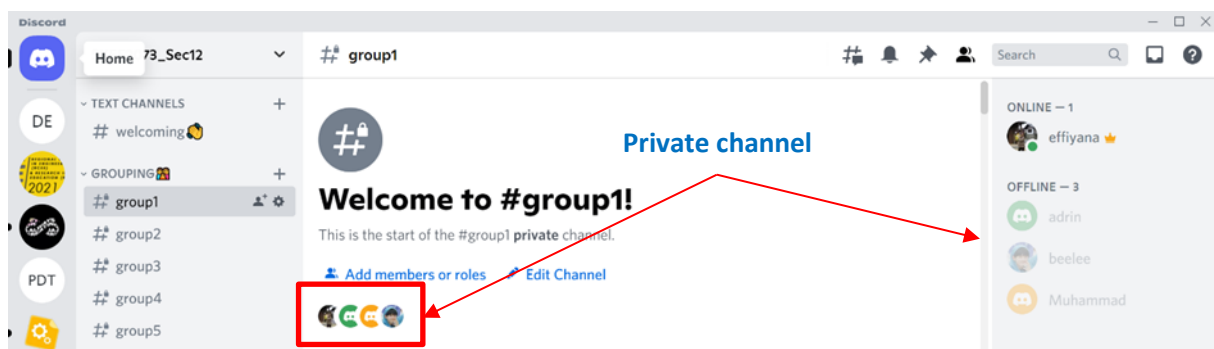 Discord
Home
73_Sec12
group1
Search
DE
2021
PDT
TEXT CHANNELS
welcoming
GROUPING
group1
group2
group3
group4
group5
Private channel
Welcome to #group1!
This is the start of the #group1 private channel.
Add members or roles
Edit Channel
ONLINE — 1
effiyana
OFFLINE — 3
adrin
beelee
Muhammad